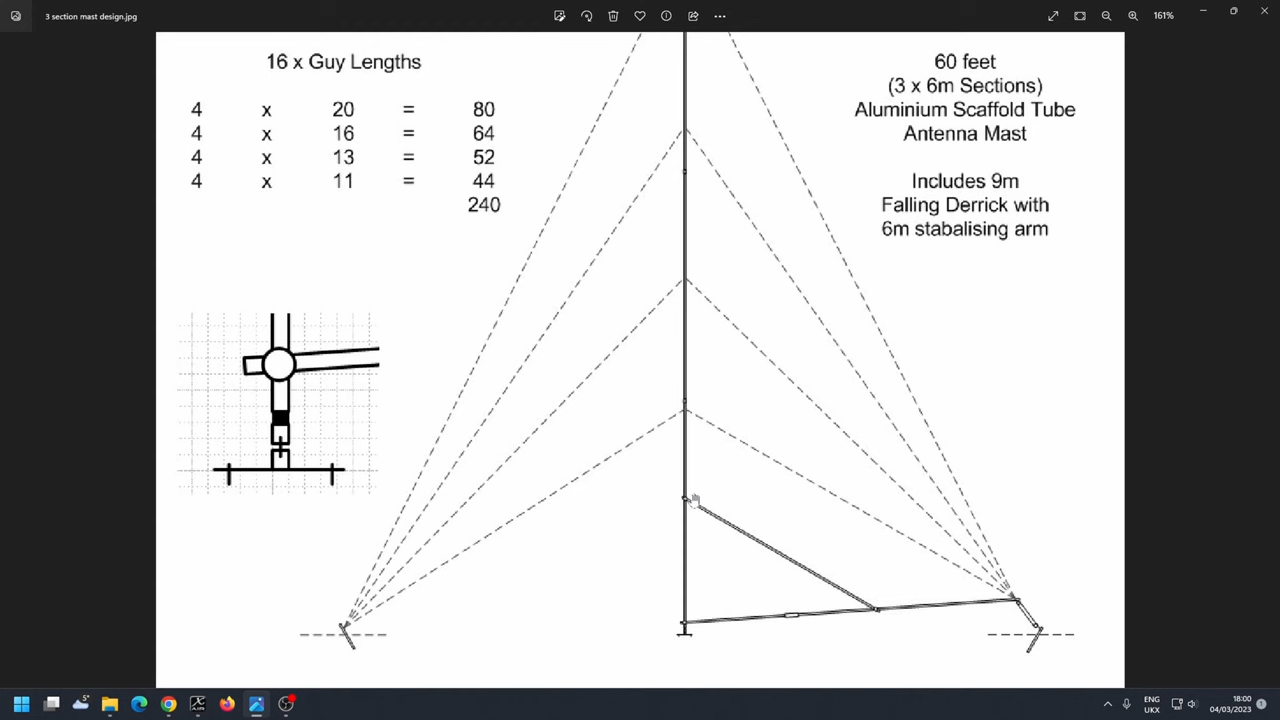 3 section mast design.jpg
161%
16 x Guy Lengths
4 x 20 = 80
4 x 16 = 64
4 x 13 = 52
4 x 11 = 44
240
60 feet
(3 x 6m Sections)
Aluminium Scaffold Tube
Antenna Mast
Includes 9m
Falling Derrick with
6m stabalising arm
5°
ENG
UKX
18:00
04/03/2023